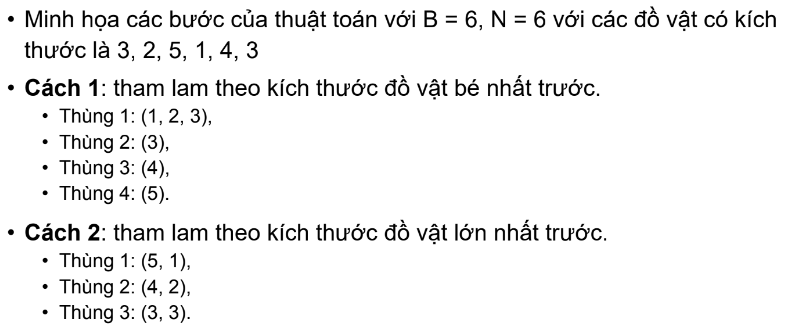 • Minh họa các bước của thuật toán với B = 6, N = 6 với các đồ vật có kích
thước là 3, 2, 5, 1, 4, 3
• Cách 1: tham lam theo kích thước đồ vật bé nhất trước.
• Thùng 1: (1, 2, 3),
• Thùng 2: (3),
• Thùng 3: (4),
• Thùng 4: (5).
• Cách 2: tham lam theo kích thước đồ vật lớn nhất trước.
• Thùng 1: (5, 1),
• Thùng 2: (4, 2),
• Thùng 3: (3, 3).